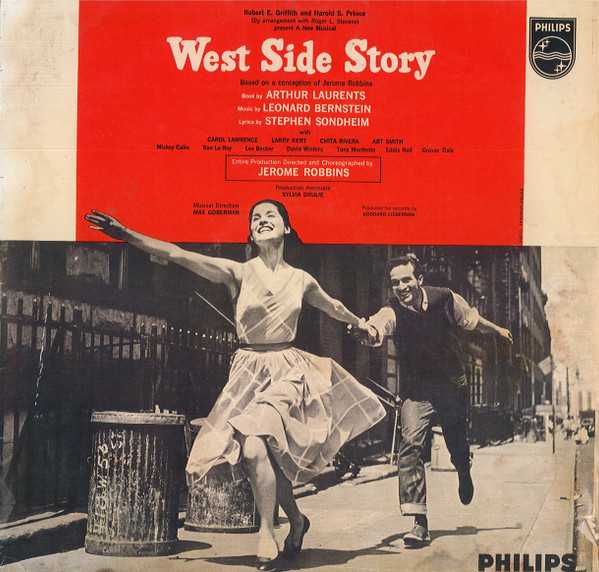 Robert E. Griffith and Harold S. Prince
(By arrangement with Roger L. Stevens)
present A New Musical
PHILIPS
West Side Story
Based on a conception of Jerome Robbins
Book by ARTHUR LAURENTS
Music by LEONARD BERNSTEIN
Lyrics by STEPHEN SONDHEIM
with
CAROL LAWRENCE LARRY KERT CHITA RIVERA ART SMITH
Mickey Calin Ken Le Roy Lee Becker David Winters Tony Mordente Eddie Roll Grover Dale
Entire Production Directed and Choreographed by
JEROME ROBBINS
Production Associate
SYLVIA DRULIE
Musical Direction
MAX GOBERMAN
Produced for records by
GODDARD LIEBERSON
PHILIPS